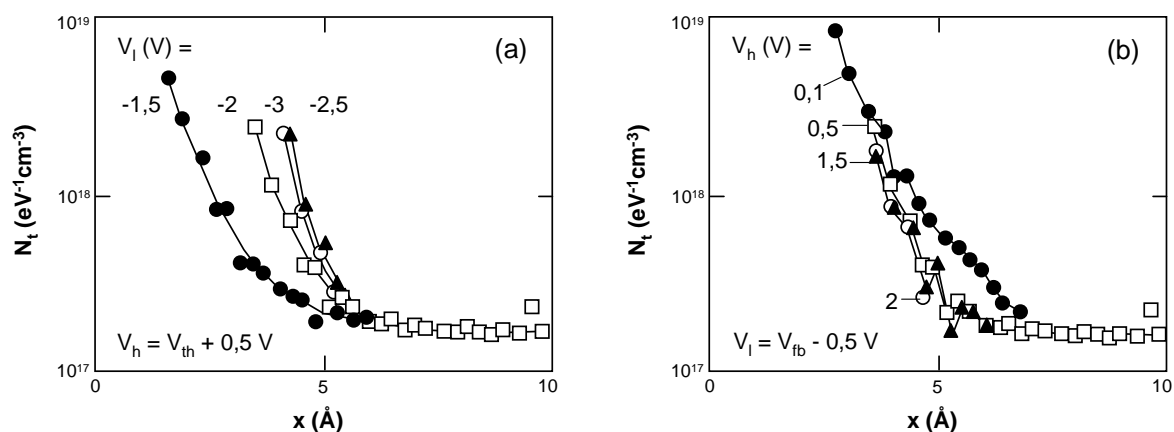 10¹⁹
V_l (V) =
(a)
-1,5
-2
-3
-2,5
N_t (eV⁻¹cm⁻³)
10¹⁸
V_h = V_th + 0,5 V
10¹⁷
0
5
10
x (Å)
10¹⁹
V_h (V) =
(b)
0,1
0,5
1,5
N_t (eV⁻¹cm⁻³)
10¹⁸
2
V_l = V_fb - 0,5 V
10¹⁷
0
5
10
x (Å)